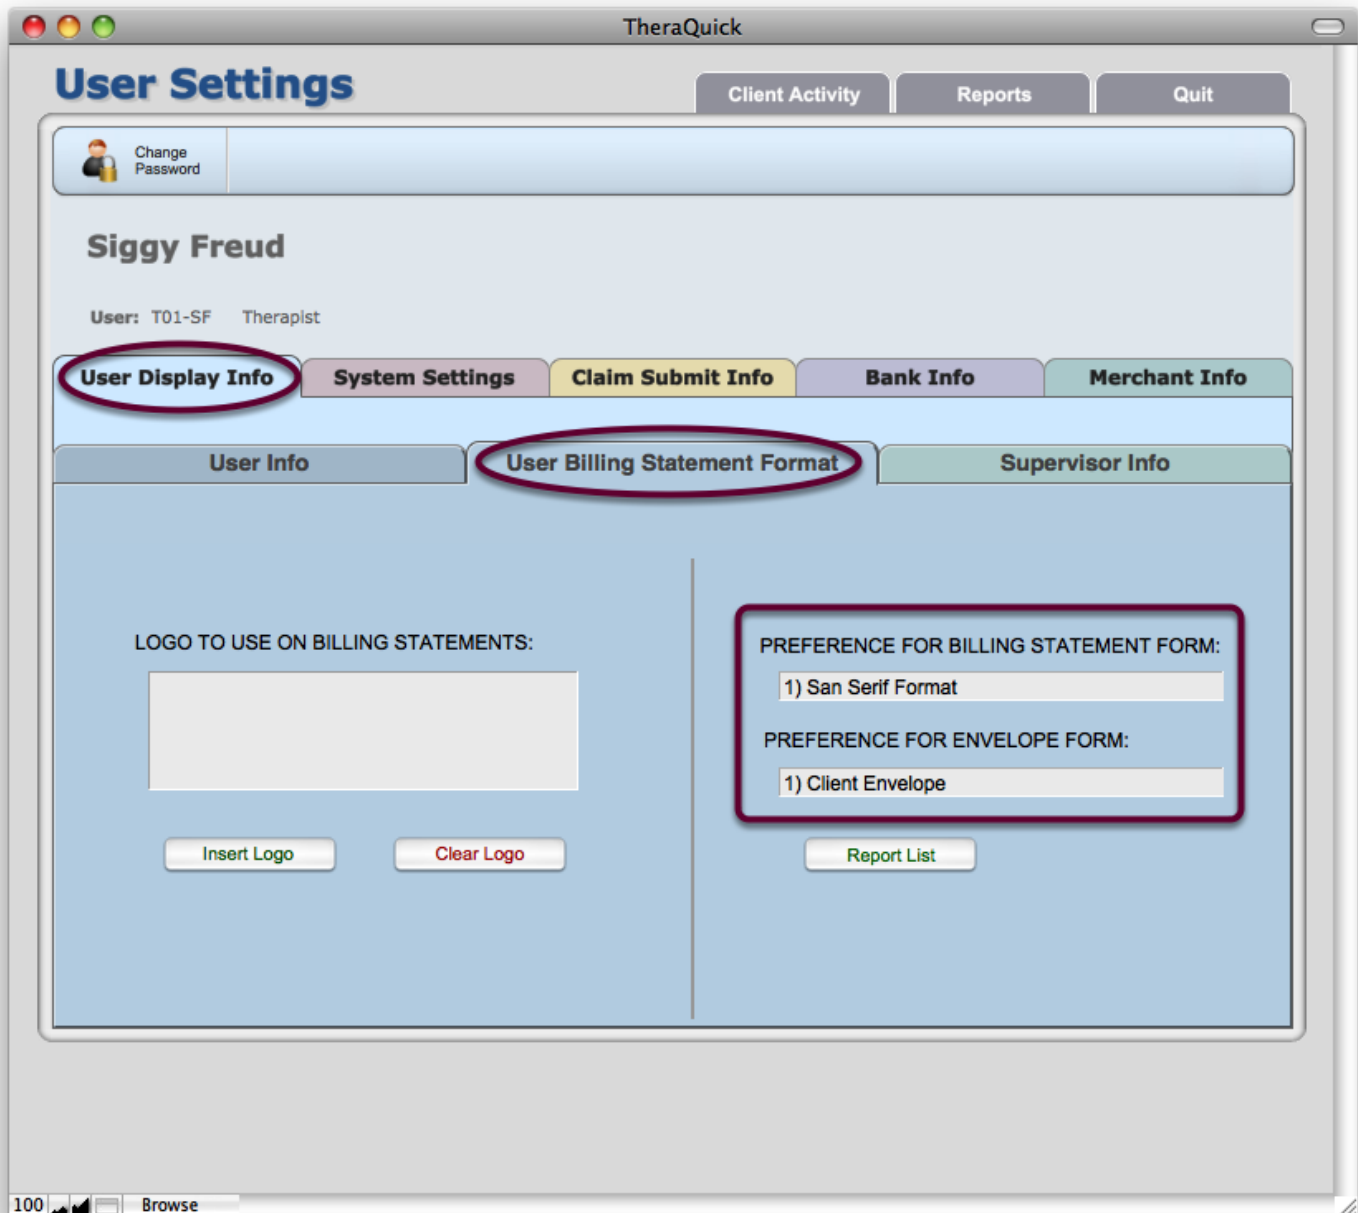 TheraQuick
User Settings
Client Activity
Reports
Quit
Change
Password
Siggy Freud
User: T01-SF Therapist
User Display Info
System Settings
Claim Submit Info
Bank Info
Merchant Info
User Info
User Billing Statement Format
Supervisor Info
LOGO TO USE ON BILLING STATEMENTS:
Insert Logo
Clear Logo
PREFERENCE FOR BILLING STATEMENT FORM:
1) San Serif Format
PREFERENCE FOR ENVELOPE FORM:
1) Client Envelope
Report List
100
Browse